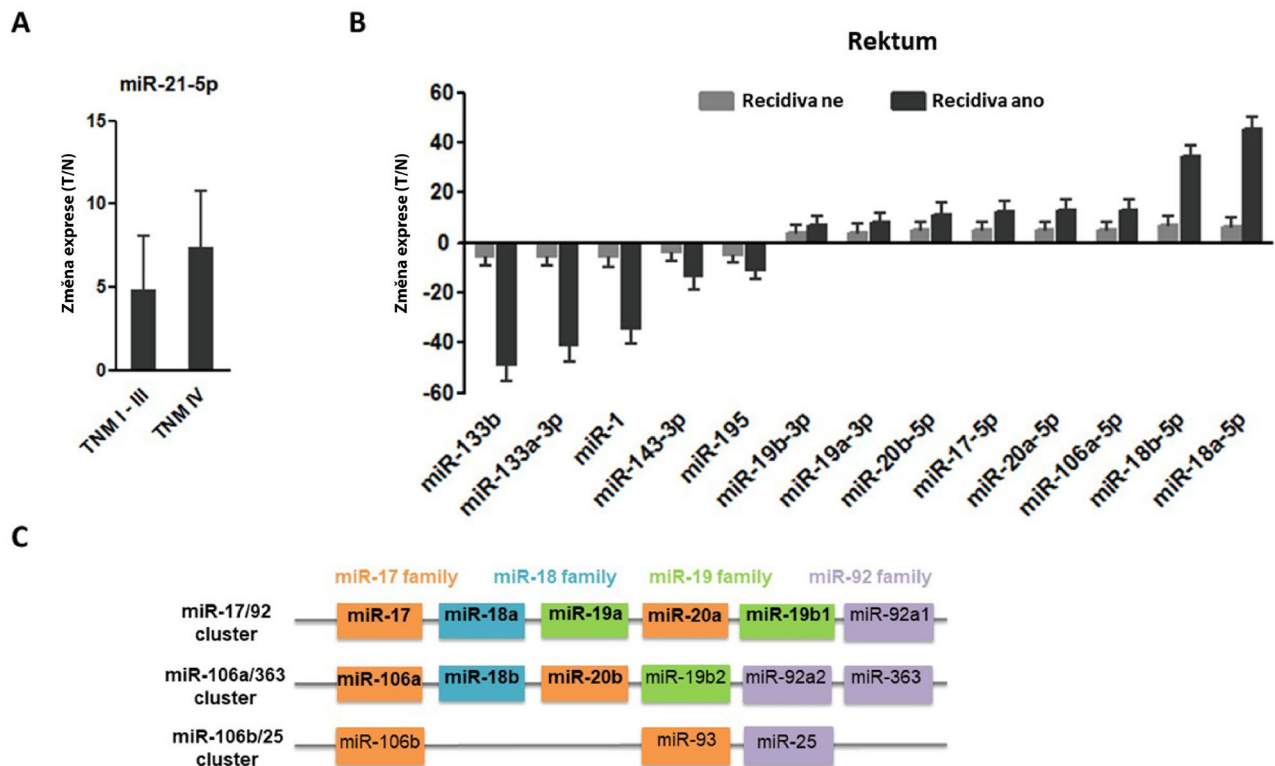 A
miR-21-5p
Změna exprese (T/N)
15
10
5
0
TNM I - III
TNM IV
B
Rektum
Recidiva ne
Recidiva ano
Změna exprese (T/N)
60
40
20
0
-20
-40
-60
miR-133b
miR-133a-3p
miR-1
miR-143-3p
miR-195
miR-19b-3p
miR-19a-3p
miR-20b-5p
miR-17-5p
miR-20a-5p
miR-106a-5p
miR-18b-5p
miR-18a-5p
C
miR-17 family miR-18 family miR-19 family miR-92 family
miR-17/92
cluster
miR-17 miR-18a miR-19a miR-20a miR-19b1 miR-92a1
miR-106a/363
cluster
miR-106a miR-18b miR-20b miR-19b2 miR-92a2 miR-363
miR-106b/25
cluster
miR-106b miR-93 miR-25